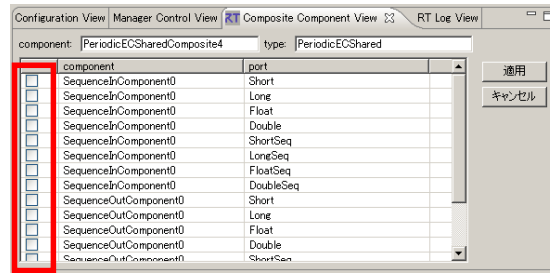 Configuration View Manager Control View RT Composite Component View RT Log View
component: PeriodicECSharedComposite4 type: PeriodicECShared
component port
適用
SequenceInComponent0 Short
キャンセル
SequenceInComponent0 Long
SequenceInComponent0 Float
SequenceInComponent0 Double
SequenceInComponent0 ShortSeq
SequenceInComponent0 LongSeq
SequenceInComponent0 FloatSeq
SequenceInComponent0 DoubleSeq
SequenceOutComponent0 Short
SequenceOutComponent0 Long
SequenceOutComponent0 Float
SequenceOutComponent0 Double
SequenceOutComponent0 ShortSeq